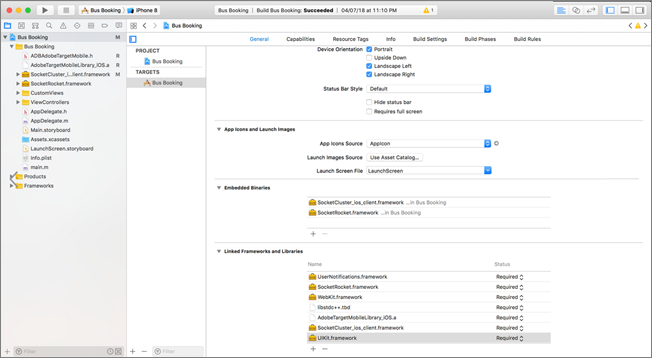 Bus Booking
iPhone 8
Bus Booking
Build Bus Booking: Succeeded
04/07/18 at 11:10 PM
1
Bus Booking
Bus Booking M
Bus Booking
ADBAdobeTargetMobile.h R
AdobeTargetMobileLibrary_iOS.a R
SocketCluster_i...framework M
SocketRocket.framework
CustomViews
ViewControllers
AppDelegate.h
AppDelegate.m
Main.storyboard
Assets.xcassets
LaunchScreen.storyboard
Info.plist
main.m
Products
Frameworks
Filter
PROJECT
Bus Booking
TARGETS
Bus Booking
Filter
General Capabilities Resource Tags Info Build Settings Build Phases Build Rules
Device Orientation Portrait
Upside Down
Landscape Left
Landscape Right
Status Bar Style Default
Hide status bar
Requires full screen
App Icons and Launch Images
App Icons Source AppIcon
Launch Images Source Use Asset Catalog...
Launch Screen File LaunchScreen
Embedded Binaries
SocketCluster_ios_client.framework ...in Bus Booking
SocketRocket.framework ...in Bus Booking
Linked Frameworks and Libraries
Name Status
UserNotifications.framework Required
SocketRocket.framework Required
WebKit.framework Required
libstdc++.tbd Required
AdobeTargetMobileLibrary_iOS.a Required
SocketCluster_ios_client.framework Required
UIKit.framework Required